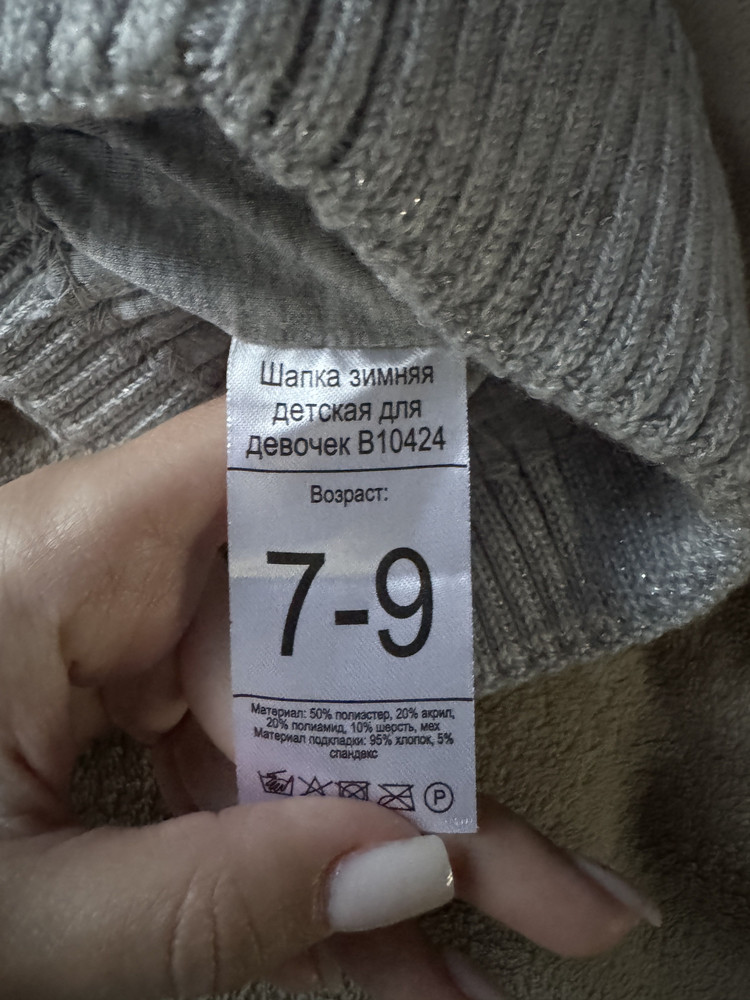 Шапка зимняя
детская для
девочек В10424
Возраст:
7-9
Материал: 50% полиэстер, 20% акрил,
20% полиамид, 10% шерсть, мех
Материал подкладки: 95% хлопок, 5%
спандекс
P